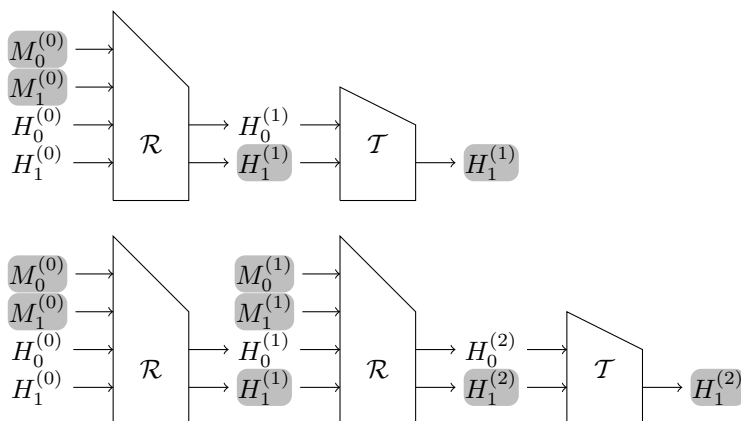 M_0^{(0)}
M_1^{(0)}
H_0^{(0)} H_0^{(1)}
H_1^{(0)} R H_1^{(1)} T H_1^{(1)}
M_0^{(0)} M_0^{(1)}
M_1^{(0)} M_1^{(1)}
H_0^{(0)} H_0^{(1)} H_0^{(2)}
H_1^{(0)} R H_1^{(1)} R H_1^{(2)} T H_1^{(2)}